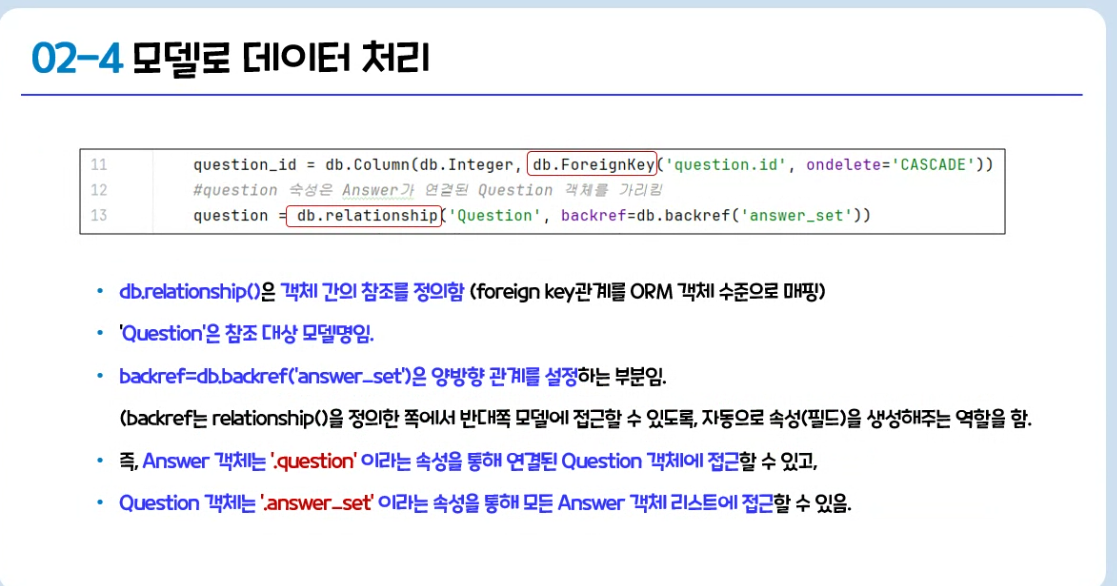 02-4 모델로 데이터 처리
11 question_id = db.Column(db.Integer, db.ForeignKey('question.id', ondelete='CASCADE'))
12 #question 속성은 Answer가 연결된 Question 객체를 가리킴
13 question = db.relationship('Question', backref=db.backref('answer_set'))
• db.relationship()은 객체 간의 참조를 정의함 (foreign key관계를 ORM 객체 수준으로 매핑)
• 'Question'은 참조 대상 모델명임.
• backref=db.backref('answer_set')은 양방향 관계를 설정하는 부분임.
(backref는 relationship()을 정의한 쪽에서 반대쪽 모델에 접근할 수 있도록, 자동으로 속성(필드)을 생성해주는 역할을 함.
• 즉, Answer 객체는 '.question' 이라는 속성을 통해 연결된 Question 객체에 접근할 수 있고,
• Question 객체는 '.answer_set' 이라는 속성을 통해 모든 Answer 객체 리스트에 접근할 수 있음.